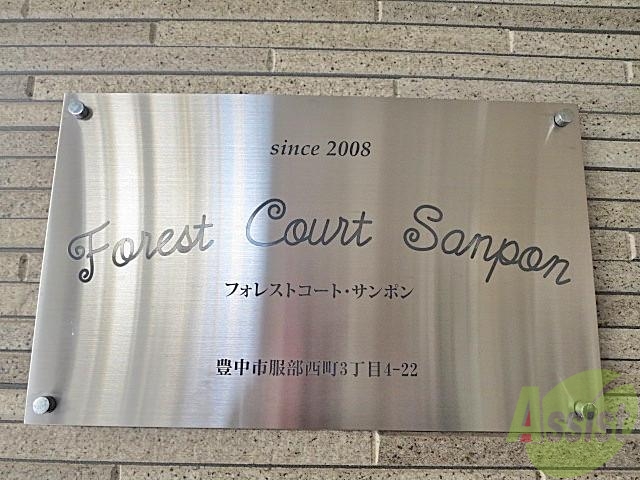 since 2008
Forest Court Sanpon
フォレストコート・サンポン
豊中市服部西町3丁目4-22
Assist